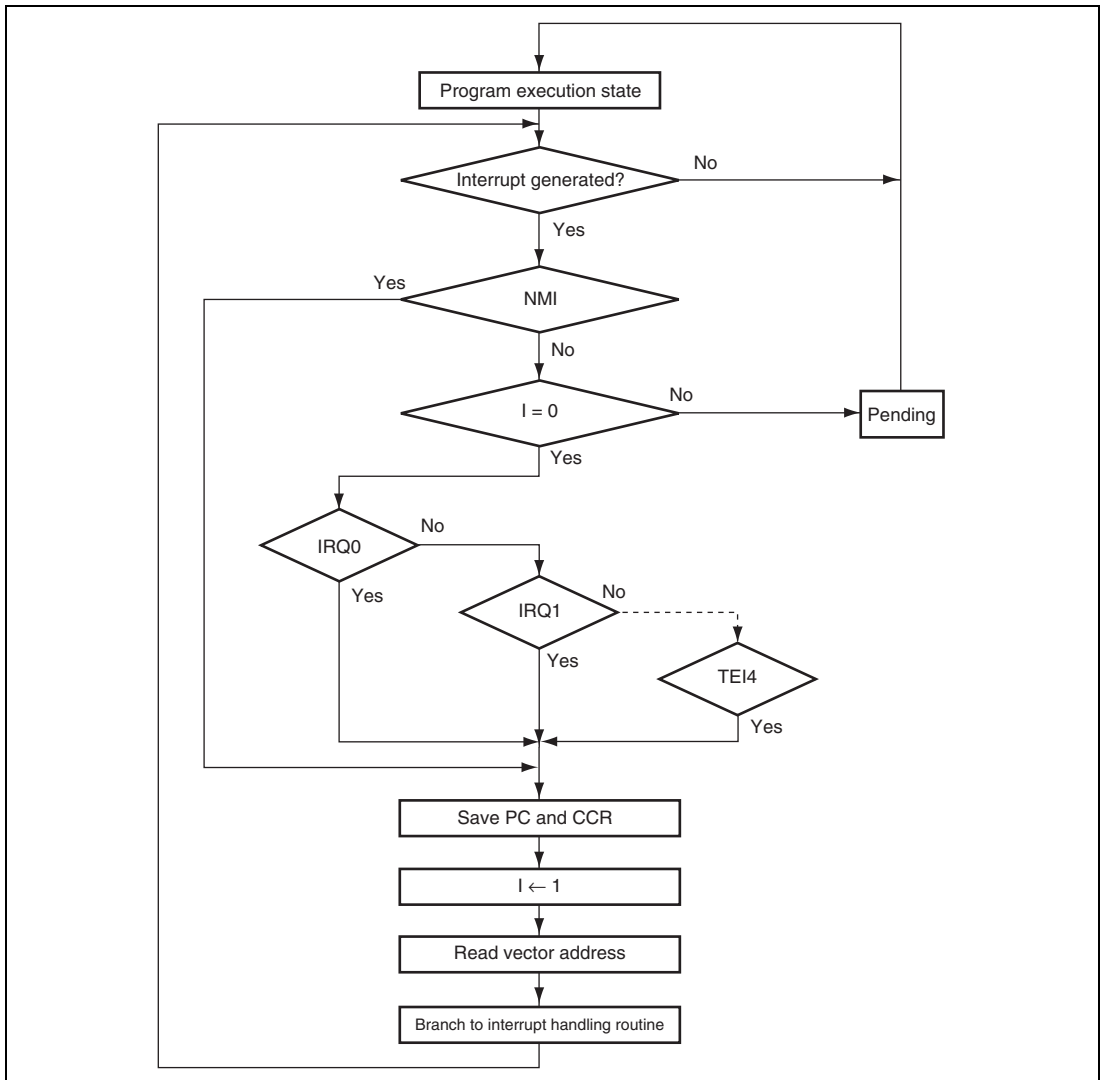 Program execution state
Interrupt generated?
No
Yes
Yes
NMI
No
I = 0
No
Pending
Yes
IRQ0
No
Yes
IRQ1
No
Yes
TEI4
Yes
Save PC and CCR
I ← 1
Read vector address
Branch to interrupt handling routine